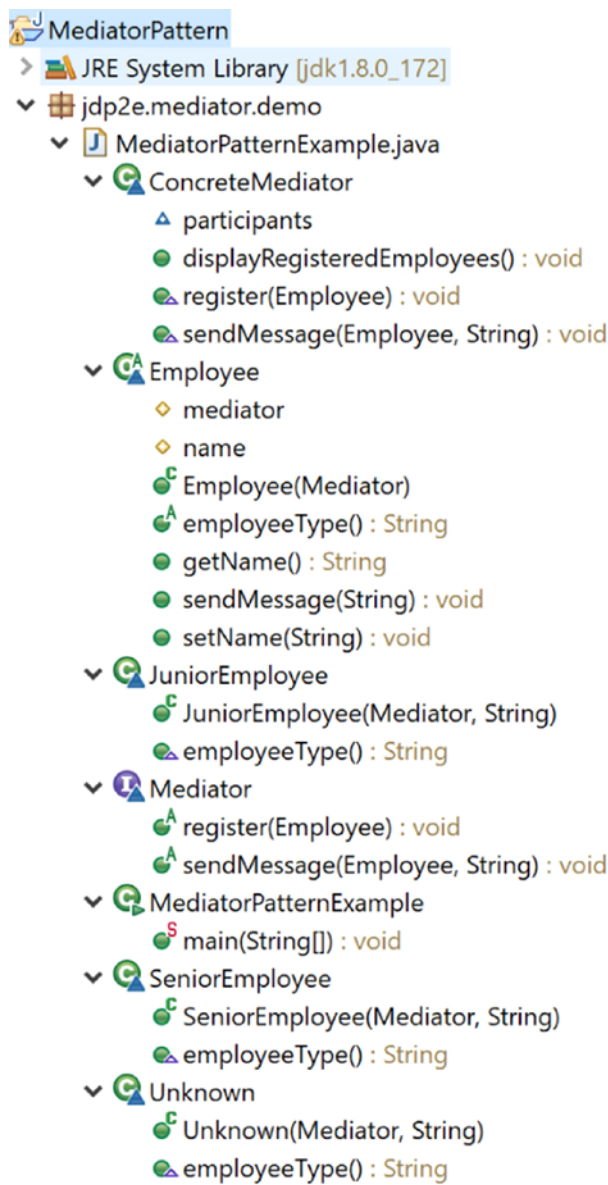 MediatorPattern
JRE System Library [jdk1.8.0_172]
jdp2e.mediator.demo
MediatorPatternExample.java
ConcreteMediator
participants
displayRegisteredEmployees() : void
register(Employee) : void
sendMessage(Employee, String) : void
Employee
mediator
name
Employee(Mediator)
employeeType() : String
getName() : String
sendMessage(String) : void
setName(String) : void
JuniorEmployee
JuniorEmployee(Mediator, String)
employeeType() : String
Mediator
register(Employee) : void
sendMessage(Employee, String) : void
MediatorPatternExample
main(String[]) : void
SeniorEmployee
SeniorEmployee(Mediator, String)
employeeType() : String
Unknown
Unknown(Mediator, String)
employeeType() : String